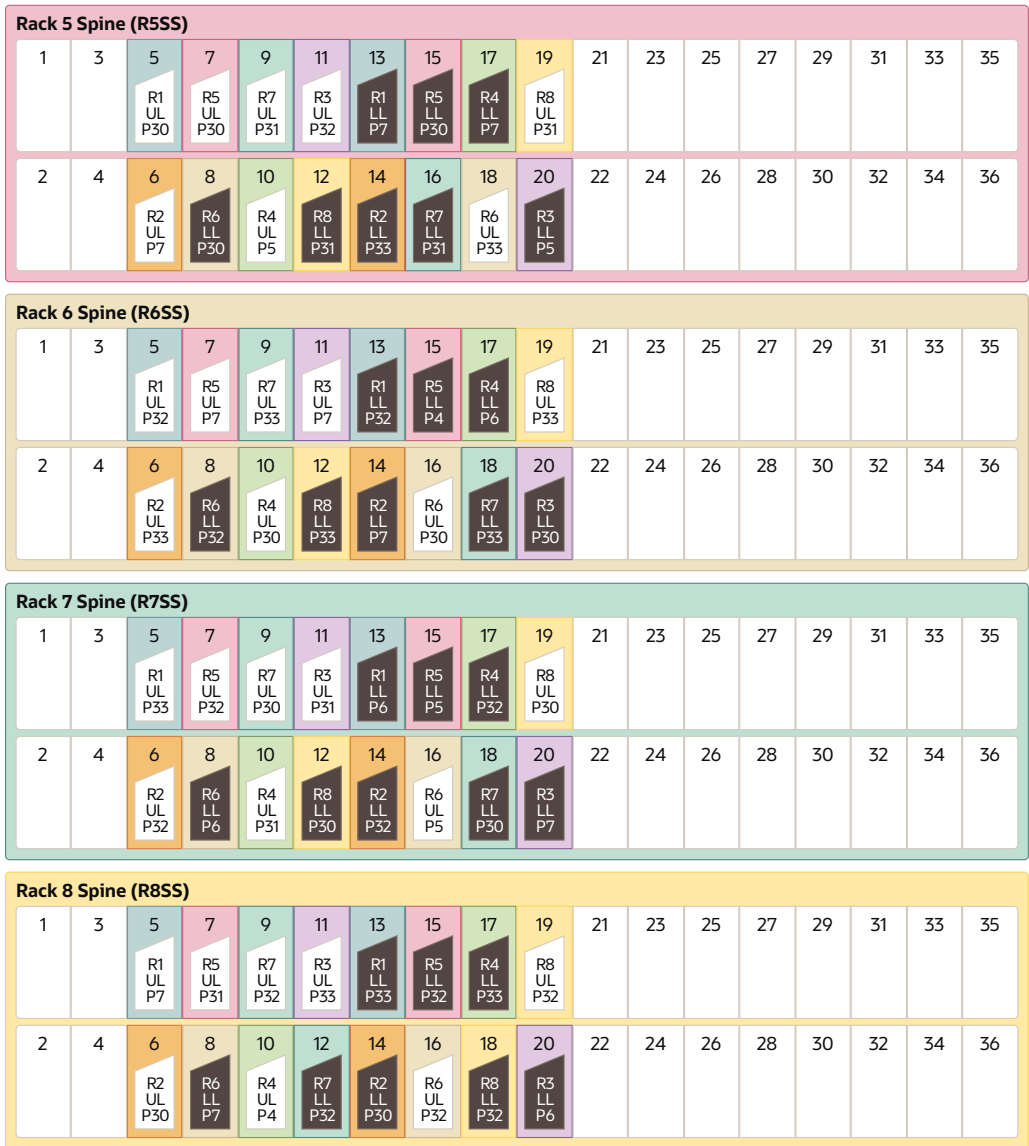 Rack 5 Spine (R5SS)
1 3 5 7 9 11 13 15 17 19 21 23 25 27 29 31 33 35
R1 R5 R7 R3 R1 R5 R4 R8
UL UL UL UL LL LL LL UL
P30 P30 P31 P32 P7 P30 P7 P31
2 4 6 8 10 12 14 16 18 20 22 24 26 28 30 32 34 36
R2 R6 R4 R8 R2 R7 R6 R3
UL LL UL LL LL LL UL LL
P7 P30 P5 P31 P33 P31 P33 P5
Rack 6 Spine (R6SS)
1 3 5 7 9 11 13 15 17 19 21 23 25 27 29 31 33 35
R1 R5 R7 R3 R1 R5 R4 R8
UL UL UL UL LL LL LL UL
P32 P7 P33 P7 P32 P4 P6 P33
2 4 6 8 10 12 14 16 18 20 22 24 26 28 30 32 34 36
R2 R6 R4 R8 R2 R6 R7 R3
UL LL UL LL LL UL LL LL
P33 P32 P30 P33 P7 P30 P33 P30
Rack 7 Spine (R7SS)
1 3 5 7 9 11 13 15 17 19 21 23 25 27 29 31 33 35
R1 R5 R7 R3 R1 R5 R4 R8
UL UL UL UL LL LL LL UL
P33 P32 P30 P31 P6 P5 P32 P30
2 4 6 8 10 12 14 16 18 20 22 24 26 28 30 32 34 36
R2 R6 R4 R8 R2 R6 R7 R3
UL LL UL LL LL UL LL LL
P32 P6 P31 P30 P32 P5 P30 P7
Rack 8 Spine (R8SS)
1 3 5 7 9 11 13 15 17 19 21 23 25 27 29 31 33 35
R1 R5 R7 R3 R1 R5 R4 R8
UL UL UL UL LL LL LL UL
P7 P31 P32 P33 P33 P32 P33 P32
2 4 6 8 10 12 14 16 18 20 22 24 26 28 30 32 34 36
R2 R6 R4 R7 R2 R6 R8 R3
UL LL UL LL LL UL LL LL
P30 P7 P4 P32 P30 P32 P32 P6